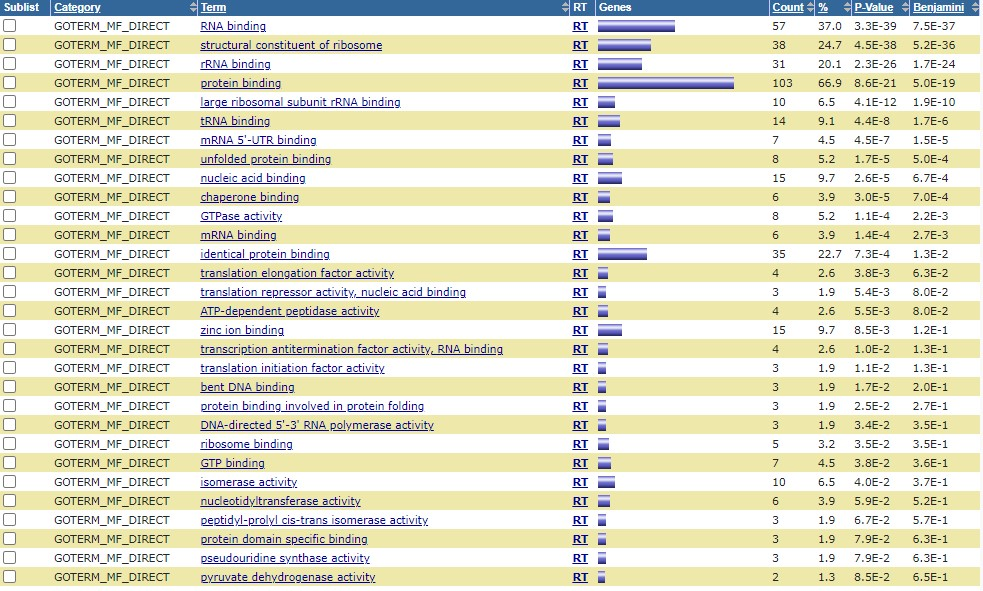 Sublist Category Term RT Genes Count % P-Value Benjamini
GOTERM_MF_DIRECT RNA binding RT 57 37.0 3.3E-39 7.5E-37
GOTERM_MF_DIRECT structural constituent of ribosome RT 38 24.7 4.5E-38 5.2E-36
GOTERM_MF_DIRECT rRNA binding RT 31 20.1 2.3E-26 1.7E-24
GOTERM_MF_DIRECT protein binding RT 103 66.9 8.6E-21 5.0E-19
GOTERM_MF_DIRECT large ribosomal subunit rRNA binding RT 10 6.5 4.1E-12 1.9E-10
GOTERM_MF_DIRECT tRNA binding RT 14 9.1 4.4E-8 1.7E-6
GOTERM_MF_DIRECT mRNA 5'-UTR binding RT 7 4.5 4.5E-7 1.5E-5
GOTERM_MF_DIRECT unfolded protein binding RT 8 5.2 1.7E-5 5.0E-4
GOTERM_MF_DIRECT nucleic acid binding RT 15 9.7 2.6E-5 6.7E-4
GOTERM_MF_DIRECT chaperone binding RT 6 3.9 3.0E-5 7.0E-4
GOTERM_MF_DIRECT GTPase activity RT 8 5.2 1.1E-4 2.2E-3
GOTERM_MF_DIRECT mRNA binding RT 6 3.9 1.4E-4 2.7E-3
GOTERM_MF_DIRECT identical protein binding RT 35 22.7 7.3E-4 1.3E-2
GOTERM_MF_DIRECT translation elongation factor activity RT 4 2.6 3.8E-3 6.3E-2
GOTERM_MF_DIRECT translation repressor activity, nucleic acid binding RT 3 1.9 5.4E-3 8.0E-2
GOTERM_MF_DIRECT ATP-dependent peptidase activity RT 4 2.6 5.5E-3 8.0E-2
GOTERM_MF_DIRECT zinc ion binding RT 15 9.7 8.5E-3 1.2E-1
GOTERM_MF_DIRECT transcription antitermination factor activity, RNA binding RT 4 2.6 1.0E-2 1.3E-1
GOTERM_MF_DIRECT translation initiation factor activity RT 3 1.9 1.1E-2 1.3E-1
GOTERM_MF_DIRECT bent DNA binding RT 3 1.9 1.7E-2 2.0E-1
GOTERM_MF_DIRECT protein binding involved in protein folding RT 3 1.9 2.5E-2 2.7E-1
GOTERM_MF_DIRECT DNA-directed 5'-3' RNA polymerase activity RT 3 1.9 3.4E-2 3.5E-1
GOTERM_MF_DIRECT ribosome binding RT 5 3.2 3.5E-2 3.5E-1
GOTERM_MF_DIRECT GTP binding RT 7 4.5 3.8E-2 3.6E-1
GOTERM_MF_DIRECT isomerase activity RT 10 6.5 4.0E-2 3.7E-1
GOTERM_MF_DIRECT nucleotidyltransferase activity RT 6 3.9 5.9E-2 5.2E-1
GOTERM_MF_DIRECT peptidyl-prolyl cis-trans isomerase activity RT 3 1.9 6.7E-2 5.7E-1
GOTERM_MF_DIRECT protein domain specific binding RT 3 1.9 7.9E-2 6.3E-1
GOTERM_MF_DIRECT pseudouridine synthase activity RT 3 1.9 7.9E-2 6.3E-1
GOTERM_MF_DIRECT pyruvate dehydrogenase activity RT 2 1.3 8.5E-2 6.5E-1